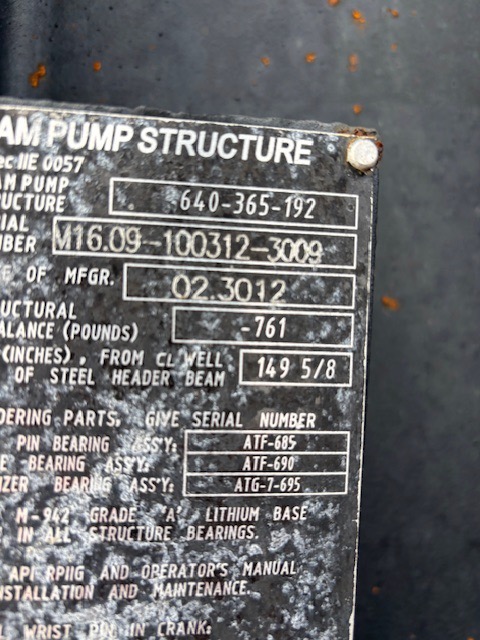 AM PUMP STRUCTURE
ec IIE 0057
AM PUMP
UCTURE 640-365-192
IAL
BER M16.09-100312-3009
E OF MFGR. 02.3012
UCTURAL
ALANCE (POUNDS) -761
(INCHES), FROM CL WELL
OF STEEL HEADER BEAM 149 5/8
DERING PARTS, GIVE SERIAL NUMBER
PIN BEARING ASS'Y: ATF-685
E BEARING ASS'Y: ATF-690
IZER BEARING ASS'Y: ATG-7-695
M-942 GRADE 'A' LITHIUM BASE
IN ALL STRUCTURE BEARINGS.
API RP11G AND OPERATOR'S MANUAL
NSTALLATION AND MAINTENANCE.
L WRIST PIN IN CRANK: